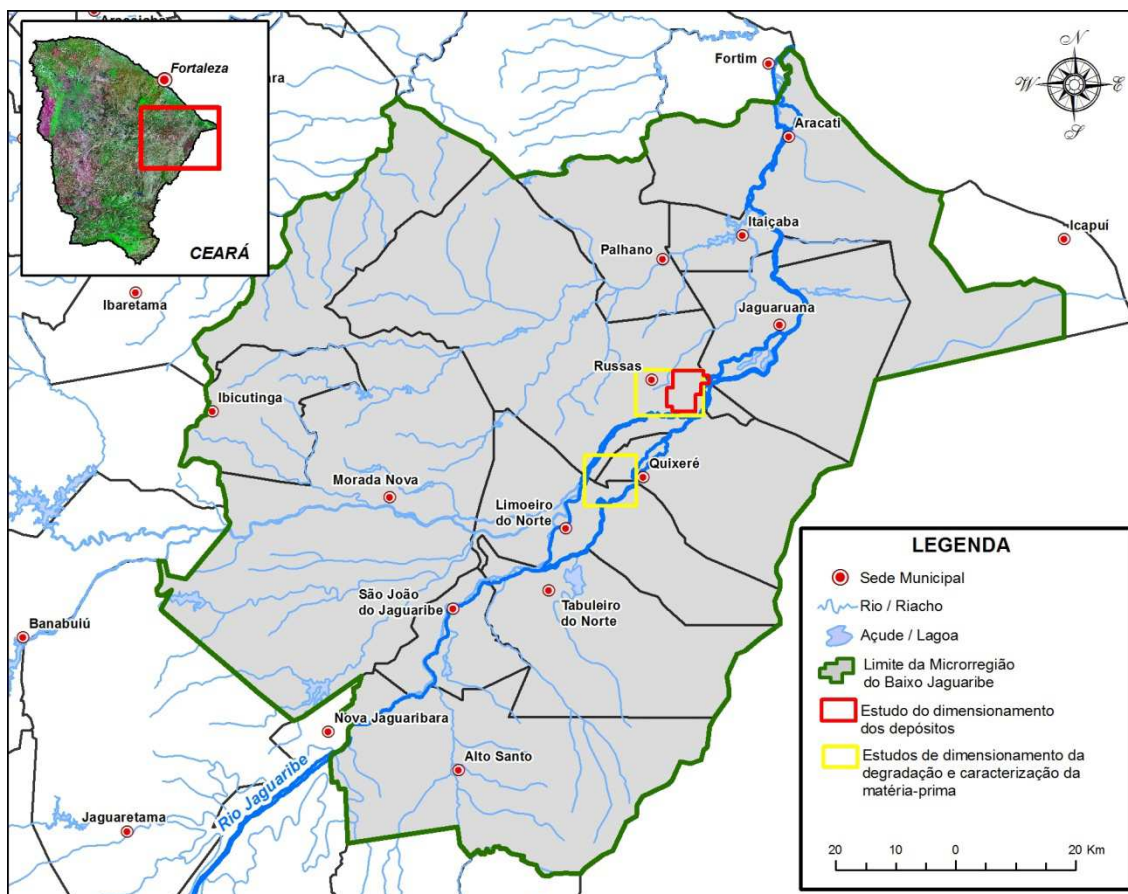 Fortaleza
CEARÁ
N
W
E
S
Fortim
Aracati
Icapuí
Itaiçaba
Palhano
Ibaretama
Jaguaruana
Russas
Ibicutinga
Quixeré
Morada Nova
Limoeiro
do Norte
São João
do Jaguaribe
Tabuleiro
do Norte
Banabuiú
Nova Jaguaribara
Alto Santo
Rio Jaguaribe
Jaguaretama
LEGENDA
Sede Municipal
Rio / Riacho
Açude / Lagoa
Limite da Microrregião
do Baixo Jaguaribe
Estudo do dimensionamento
dos depósitos
Estudos de dimensionamento da
degradação e caracterização da
matéria-prima
20 10 0 20 Km